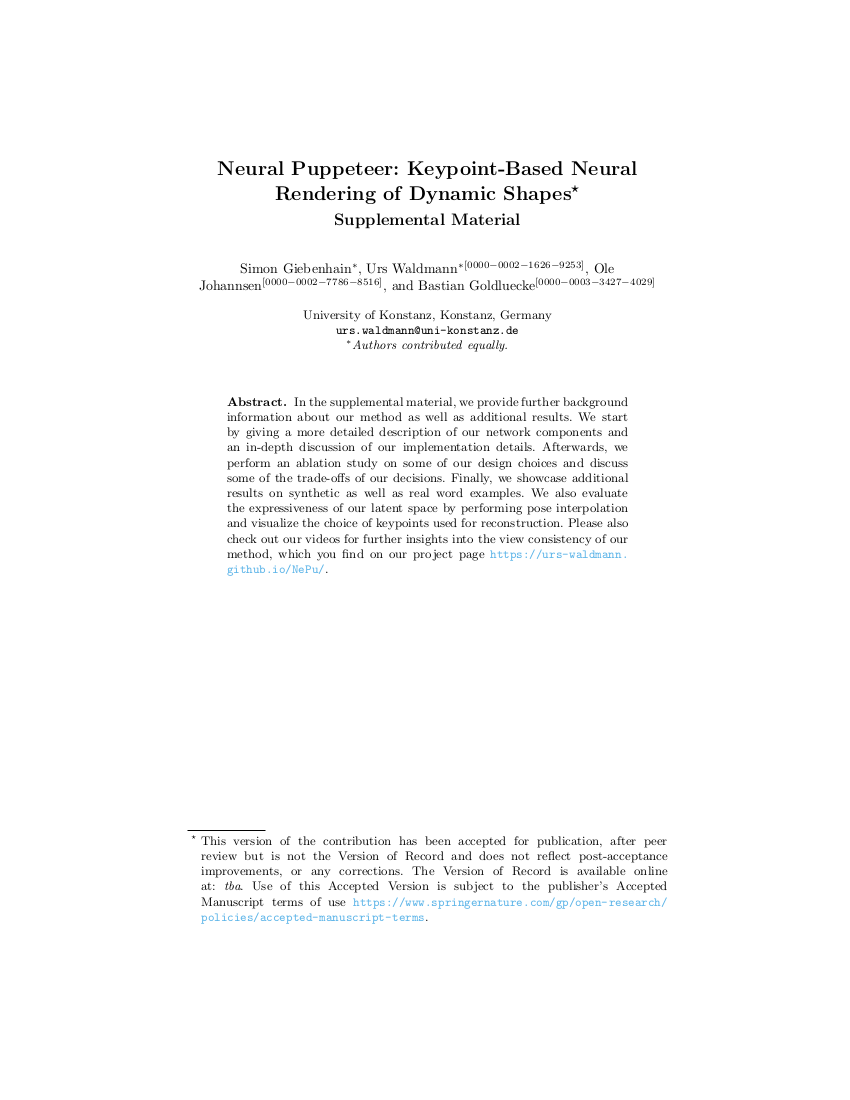 Neural Puppeteer: Keypoint-Based Neural
Rendering of Dynamic Shapes⋆
Supplemental Material
Simon Giebenhain∗, Urs Waldmann∗[0000−0002−1626−9253], Ole
Johannsen[0000−0002−7786−8516], and Bastian Goldluecke[0000−0003−3427−4029]
University of Konstanz, Konstanz, Germany
urs.waldmann@uni-konstanz.de
∗Authors contributed equally.
Abstract. In the supplemental material, we provide further background
information about our method as well as additional results. We start
by giving a more detailed description of our network components and
an in-depth discussion of our implementation details. Afterwards, we
perform an ablation study on some of our design choices and discuss
some of the trade-offs of our decisions. Finally, we showcase additional
results on synthetic as well as real word examples. We also evaluate
the expressiveness of our latent space by performing pose interpolation
and visualize the choice of keypoints used for reconstruction. Please also
check out our videos for further insights into the view consistency of our
method, which you find on our project page https://urs-waldmann.
github.io/NePu/.
⋆ This version of the contribution has been accepted for publication, after peer
review but is not the Version of Record and does not reflect post-acceptance
improvements, or any corrections. The Version of Record is available online
at: tba. Use of this Accepted Version is subject to the publisher's Accepted
Manuscript terms of use https://www.springernature.com/gp/open-research/
policies/accepted-manuscript-terms.